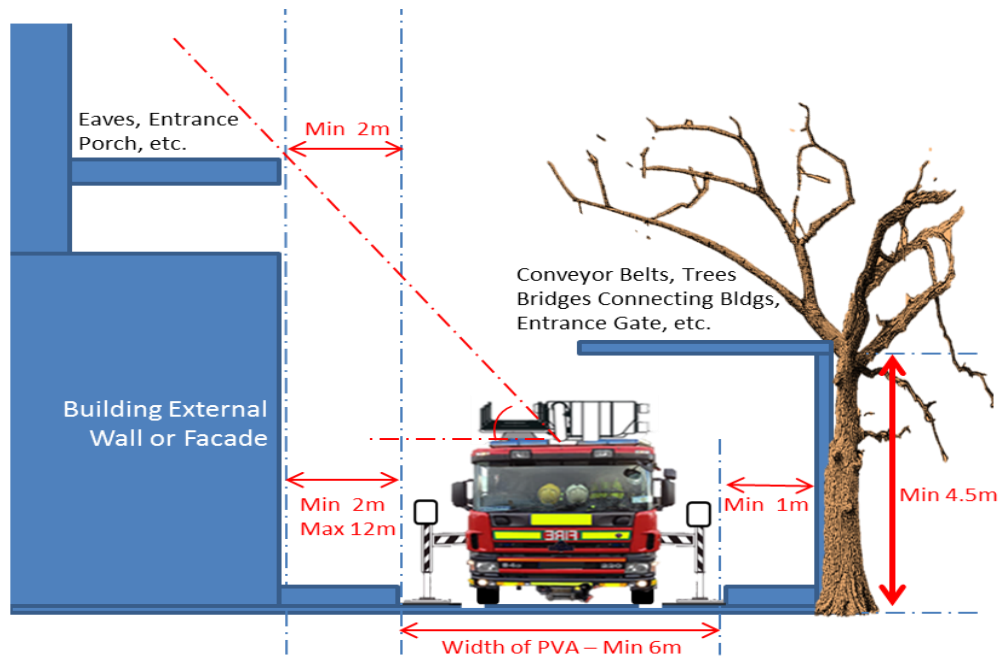 Eaves, Entrance
Porch, etc.
Min 2m
Conveyor Belts, Trees
Bridges Connecting Bldgs,
Entrance Gate, etc.
Building External
Wall or Facade
Min 2m
Max 12m
Min 1m
Min 4.5m
ƎЯIꟻ
Width of PVA – Min 6m